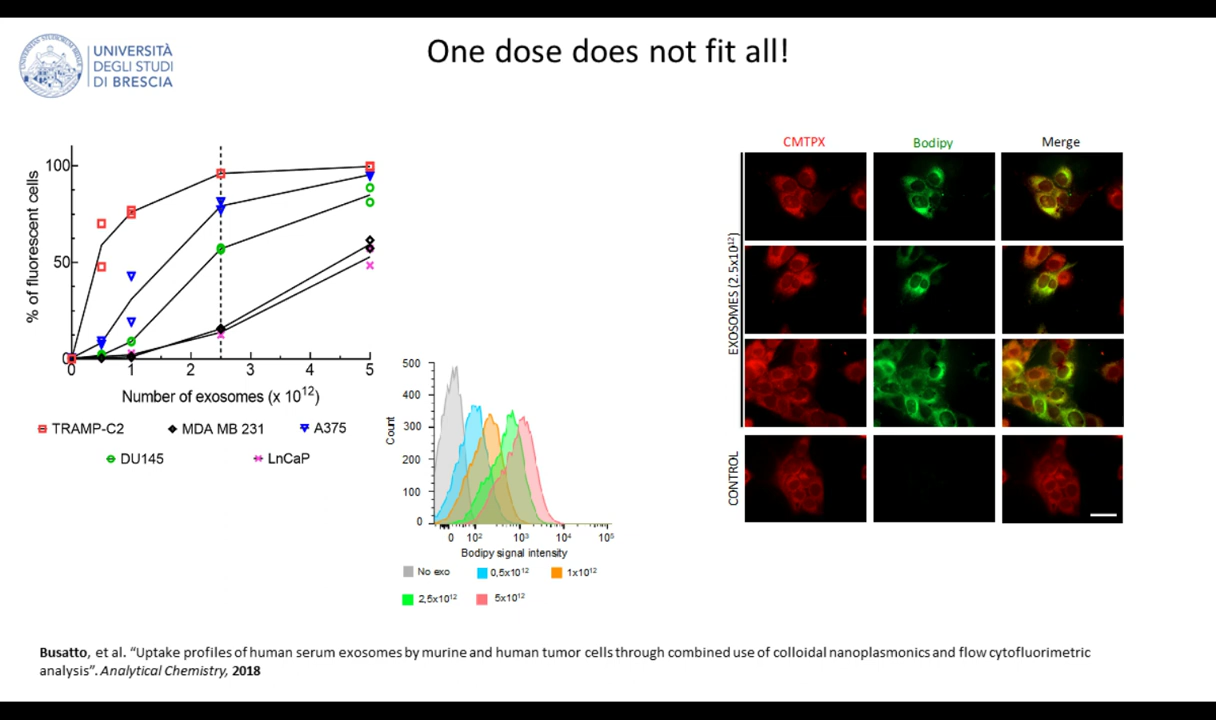 UNIVERSITÀ
DEGLI STUDI
DI BRESCIA
One dose does not fit all!
% of fluorescent cells
100
50
0
0
1
2
3
4
5
Number of exosomes (x 10¹²)
TRAMP-C2
MDA MB 231
A375
DU145
LnCaP
Count
500
400
300
200
100
0
0 10² 10³ 10⁴ 10⁵
Bodipy signal intensity
No exo
0,5x10¹²
1x10¹²
2,5x10¹²
5x10¹²
CMTPX
Bodipy
Merge
EXOSOMES (2.5x10¹²)
CONTROL
Busatto, et al. “Uptake profiles of human serum exosomes by murine and human tumor cells through combined use of colloidal nanoplasmonics and flow cytofluorimetric
analysis”. Analytical Chemistry, 2018